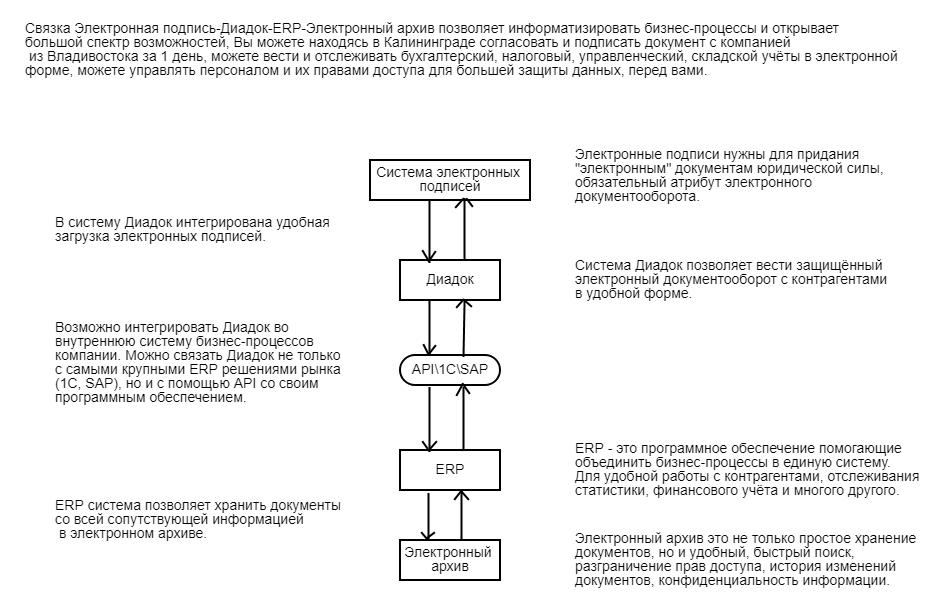 Связка Электронная подпись-Диадок-ERP-Электронный архив позволяет информатизировать бизнес-процессы и открывает
большой спектр возможностей, Вы можете находясь в Калининграде согласовать и подписать документ с компанией
из Владивостока за 1 день, можете вести и отслеживать бухгалтерский, налоговый, управленческий, складской учёты в электронной
форме, можете управлять персоналом и их правами доступа для большей защиты данных, перед вами.
Система электронных
подписей
Электронные подписи нужны для придания
"электронным" документам юридической силы,
обязательный атрибут электронного
документооборота.
В систему Диадок интегрирована удобная
загрузка электронных подписей.
Диадок
Система Диадок позволяет вести защищённый
электронный документооборот с контрагентами
в удобной форме.
Возможно интегрировать Диадок во
внутреннюю систему бизнес-процессов
компании. Можно связать Диадок не только
с самыми крупными ERP решениями рынка
(1С, SAP), но и с помощью API со своим
программным обеспечением.
API\1C\SAP
ERP
ERP - это программное обеспечение помогающие
объединить бизнес-процессы в единую систему.
Для удобной работы с контрагентами, отслеживания
статистики, финансового учёта и многого другого.
ERP система позволяет хранить документы
со всей сопутствующей информацией
в электронном архиве.
Электронный
архив
Электронный архив это не только простое хранение
документов, но и удобный, быстрый поиск,
разграничение прав доступа, история изменений
документов, конфиденциальность информации.